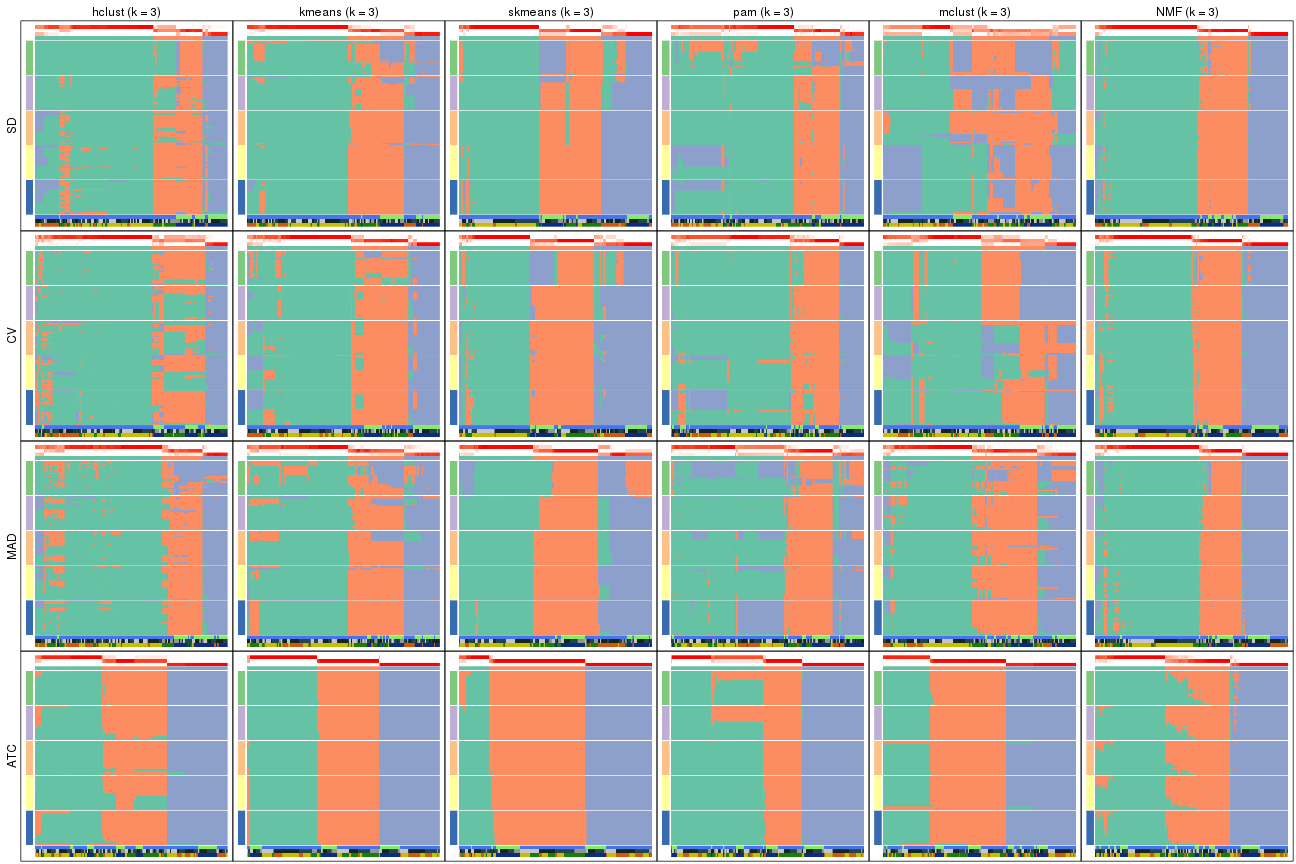 hclust (k = 3) kmeans (k = 3) skmeans (k = 3) pam (k = 3) mclust (k = 3) NMF (k = 3)
SD
CV
MAD
ATC